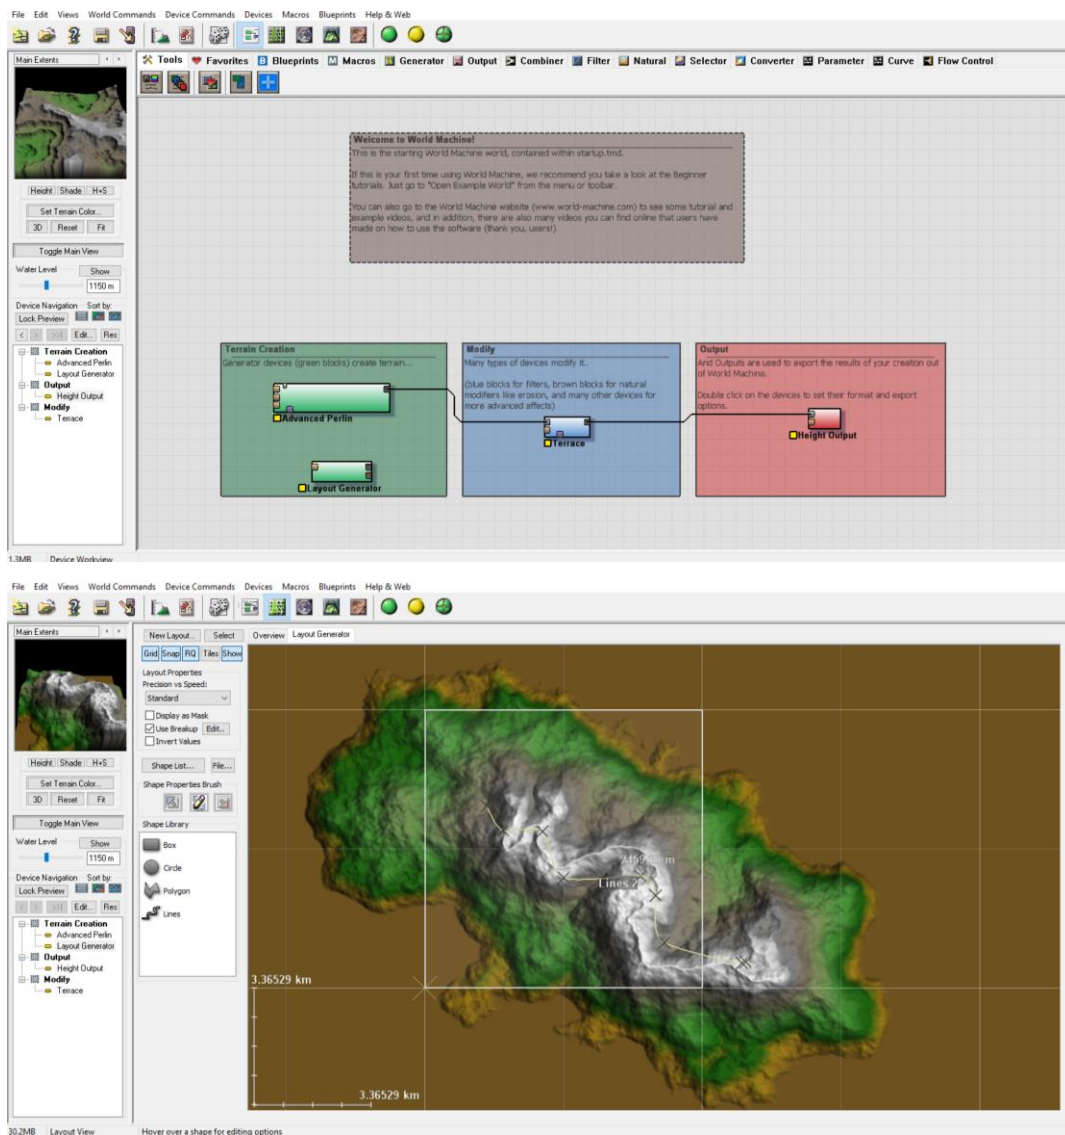 File Edit Views World Commands Device Commands Devices Macros Blueprints Help & Web
Main Extents
Tools Favorites Blueprints Macros Generator Output Combiner Filter Natural Selector Converter Parameter Curve Flow Control
Height Shade H+S
Set Terrain Color...
3D Reset Fit
Toggle Main View
Water Level Show
1150 m
Device Navigation Sort by:
Lock Preview
Edit... Res
Terrain Creation
Advanced Perlin
Layout Generator
Output
Height Output
Modify
Terrace
Welcome to World Machine!
This is the starting World Machine world, contained within startup.tmd.
If this is your first time using World Machine, we recommend you take a look at the Beginner
tutorials. Just go to "Open Example World" from the menu or toolbar.
You can also go to the World Machine website (www.world-machine.com) to see some tutorial and
example videos, and in addition, there are also many videos you can find online that users have
made on how to use the software (thank you, users!)
Terrain Creation
Generator devices (green blocks) create terrain...
Advanced Perlin
Layout Generator
Modify
Many types of devices modify it..
(blue blocks for filters, brown blocks for natural
modifiers like erosion, and many other devices for
more advanced effects)
Terrace
Output
And Outputs are used to export the results of your creation out
of World Machine.
Double click on the devices to set their format and export
options.
Height Output
1.3MB Device Workview
File Edit Views World Commands Device Commands Devices Macros Blueprints Help & Web
Main Extents
Height Shade H+S
Set Terrain Color...
3D Reset Fit
Toggle Main View
Water Level Show
1150 m
Device Navigation Sort by:
Lock Preview
Edit... Res
Terrain Creation
Advanced Perlin
Layout Generator
Output
Height Output
Modify
Terrace
New Layout... Select
Grid Snap RQ Tiles Show
Layout Properties
Precision vs Speed:
Standard
Display as Mask
Use Breakup Edit...
Invert Values
Shape List... File...
Shape Properties Brush
Shape Library
Box
Circle
Polygon
Lines
Overview Layout Generator
Lines 2
3.36529 km
3.36529 km
30.2MB Layout View Hover over a shape for editing options